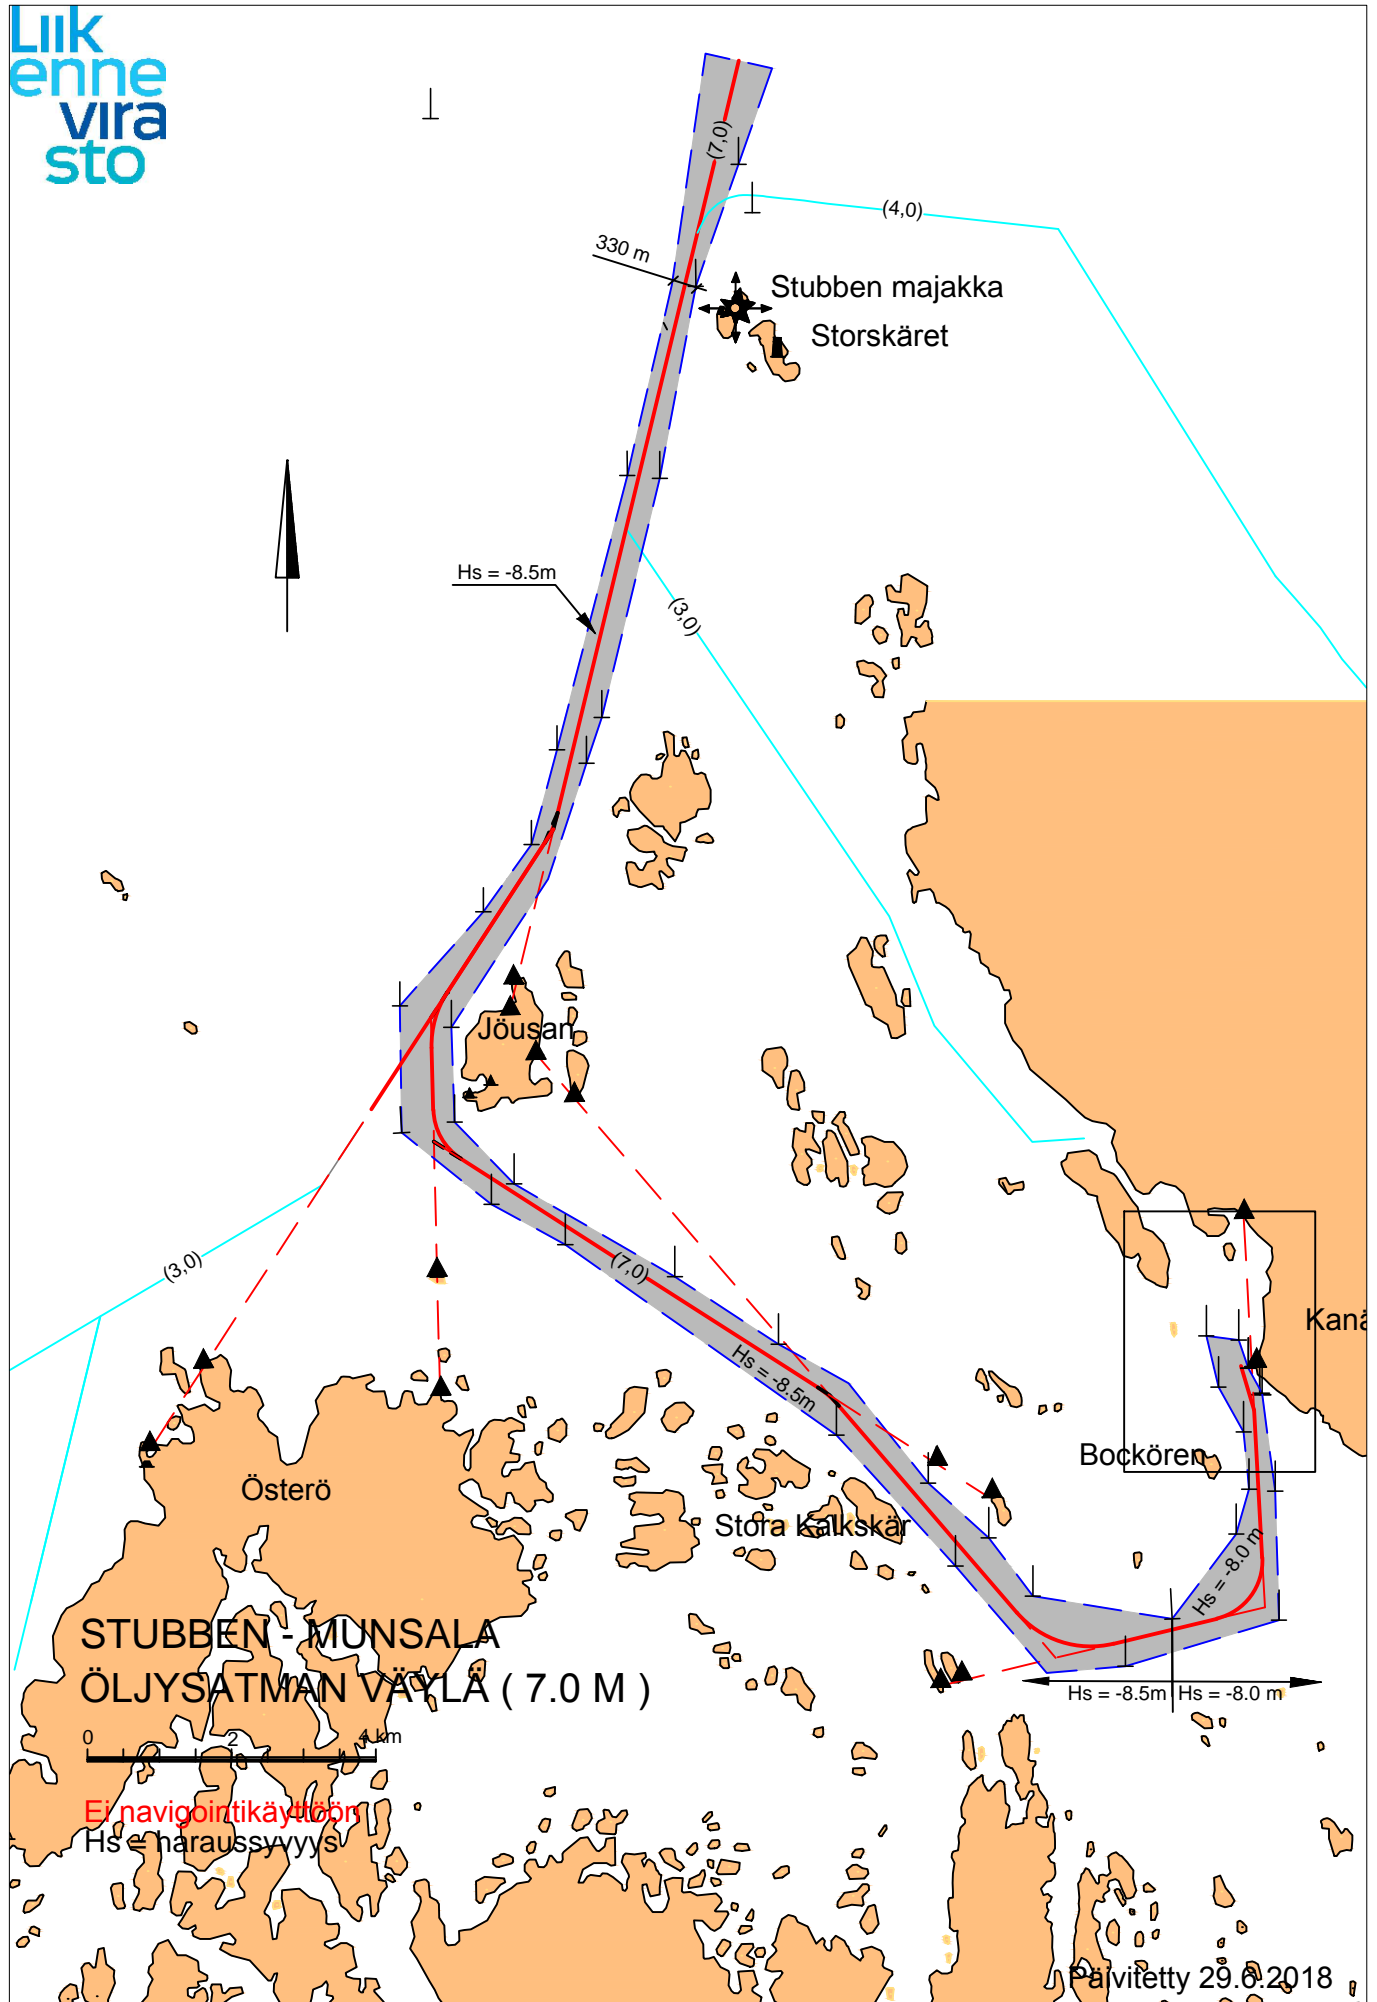 Liik
enne
vira
sto
(7,0)
(4,0)
330 m
Stubben majakka
Storskäret
Hs = -8.5m
(3,0)
Jöusan
(3,0)
(7,0)
Hs = -8.5m
Bockören
Österö
Stora Kalkskär
Hs = -8.0 m
STUBBEN - MUNSALA
ÖLJYSATMAN VÄYLÄ ( 7.0 M )
Hs = -8.5m Hs = -8.0 m
0 2 4 km
Ei navigointikäyttöön
Hs = haraussyvyys
Päivitetty 29.6.2018